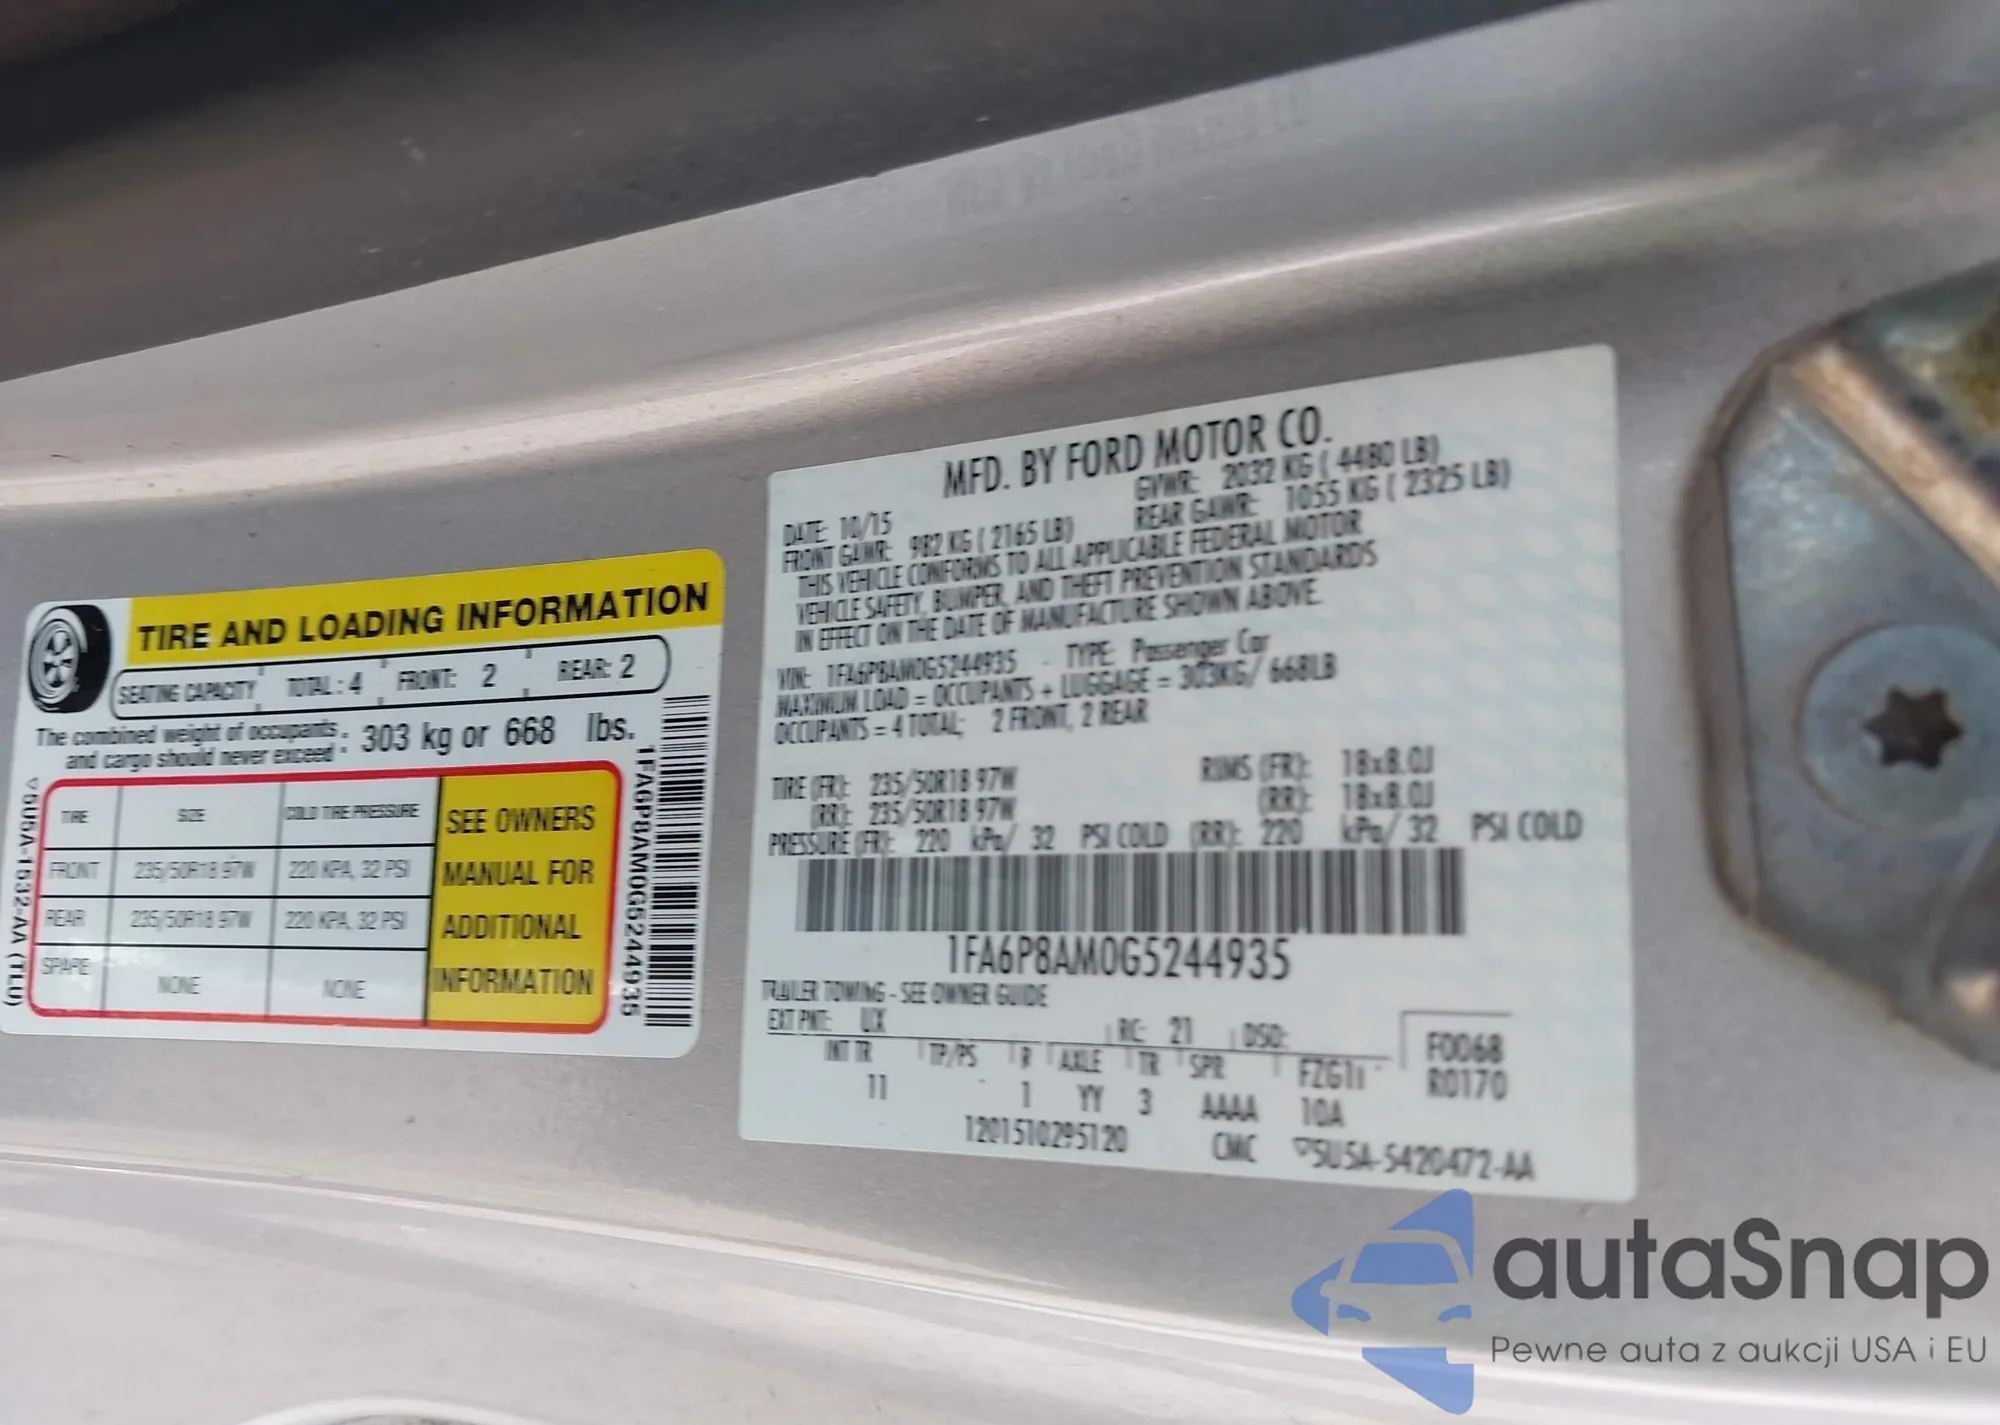 TIRE AND LOADING INFORMATION
SEATING CAPACITY TOTAL: 4 FRONT: 2 REAR: 2
The combined weight of occupants
and cargo should never exceed: 303 kg or 668 lbs.
TIRE SIZE COLD TIRE PRESSURE
FRONT 235/50R18 97W 220 KPA, 32 PSI
REAR 235/50R18 97W 220 KPA, 32 PSI
SPARE NONE NONE
SEE OWNERS
MANUAL FOR
ADDITIONAL
INFORMATION
1FA6P8AM0G5244935
5U5A-1532-AA (TLU)
MFD. BY FORD MOTOR CO.
DATE: 10/15 GVWR: 2032 KG ( 4480 LB)
FRONT GAWR: 982 KG ( 2165 LB) REAR GAWR: 1055 KG ( 2325 LB)
THIS VEHICLE CONFORMS TO ALL APPLICABLE FEDERAL MOTOR
VEHICLE SAFETY, BUMPER, AND THEFT PREVENTION STANDARDS
IN EFFECT ON THE DATE OF MANUFACTURE SHOWN ABOVE.
VIN: 1FA6P8AM0G5244935 TYPE: Passenger Car
MAXIMUM LOAD = OCCUPANTS + LUGGAGE = 303KG/ 668LB
OCCUPANTS = 4 TOTAL; 2 FRONT, 2 REAR
TIRE (FR): 235/50R18 97W RIMS (FR): 18x8.0J
(RR): 235/50R18 97W (RR): 18x8.0J
PRESSURE (FR): 220 kPa/ 32 PSI COLD (RR): 220 kPa/ 32 PSI COLD
1FA6P8AM0G5244935
TRAILER TOWING - SEE OWNER GUIDE
EXT PNT: UX RC: 21 DSO:
F0068
R0170
INT TR TP/PS R AXLE TR SPR
11 1 YY 3 AAAA 10A
1201510295120 CMC 5U5A-5420472-AA
autaSnap
Pewne auta z aukcji USA i EU